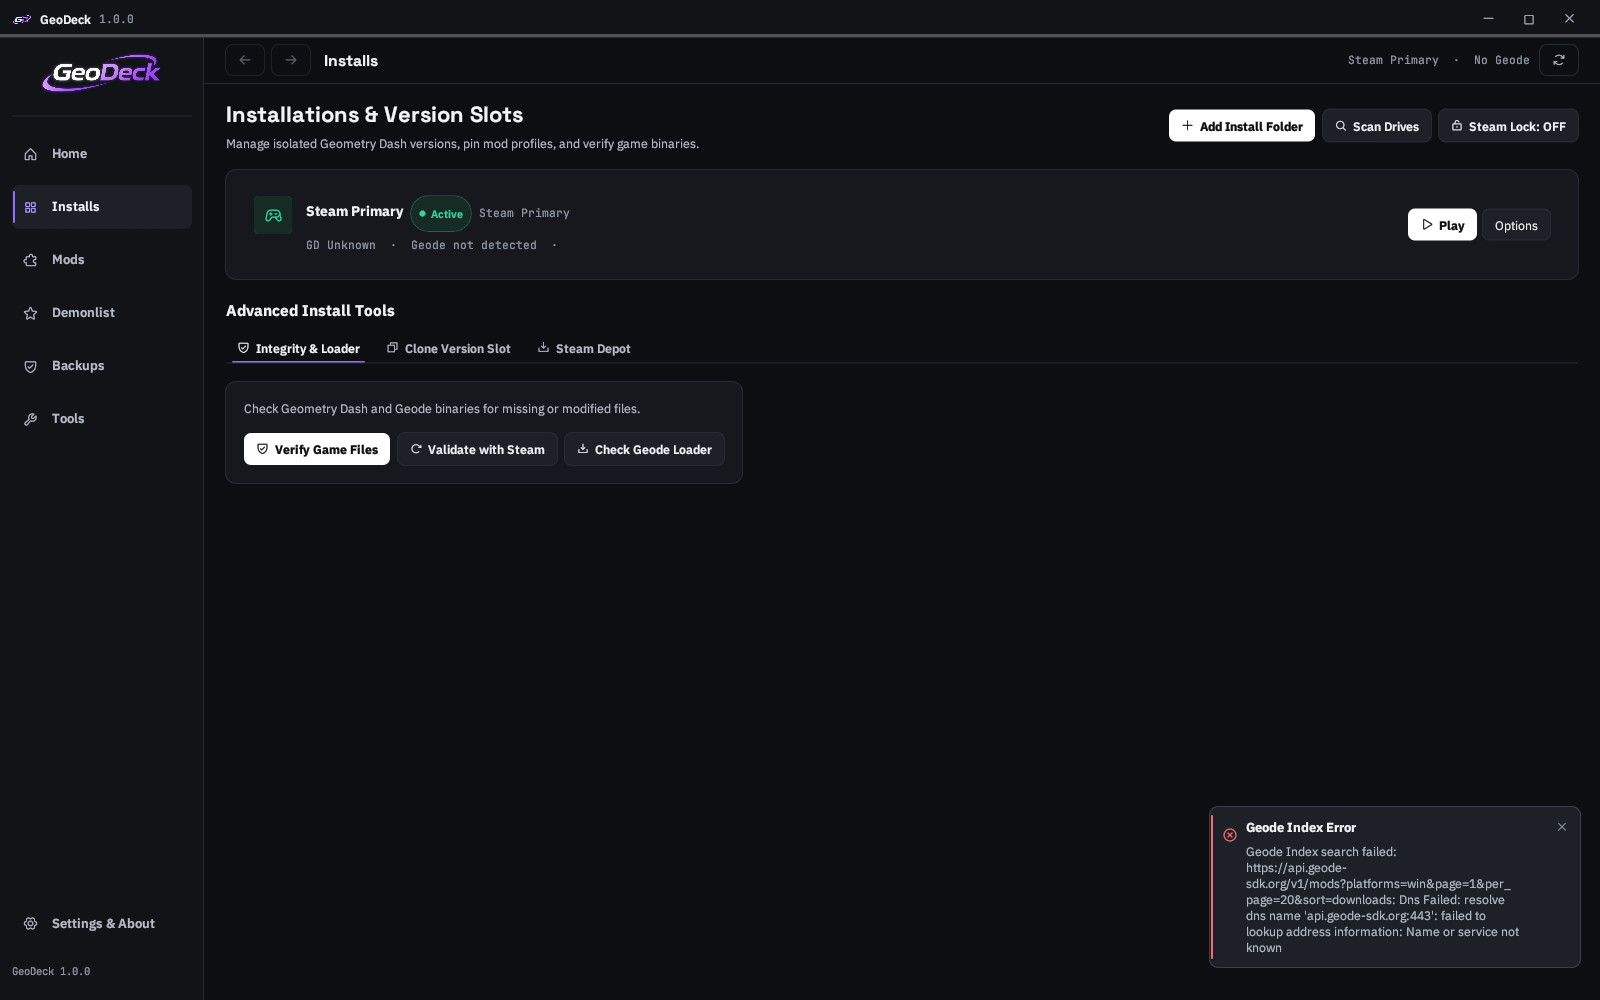 GeoDeck 1.0.0
GeoDeck
Installs
Steam Primary · No Geode
Home
Installs
Mods
Demonlist
Backups
Tools
Settings & About
GeoDeck 1.0.0
Installations & Version Slots
Manage isolated Geometry Dash versions, pin mod profiles, and verify game binaries.
Add Install Folder
Scan Drives
Steam Lock: OFF
Steam Primary Active Steam Primary
GD Unknown · Geode not detected ·
Play
Options
Advanced Install Tools
Integrity & Loader
Clone Version Slot
Steam Depot
Check Geometry Dash and Geode binaries for missing or modified files.
Verify Game Files
Validate with Steam
Check Geode Loader
Geode Index Error
Geode Index search failed:
https://api.geode-
sdk.org/v1/mods?platforms=win&page=1&per_
page=20&sort=downloads: Dns Failed: resolve
dns name 'api.geode-sdk.org:443': failed to
lookup address information: Name or service not
known